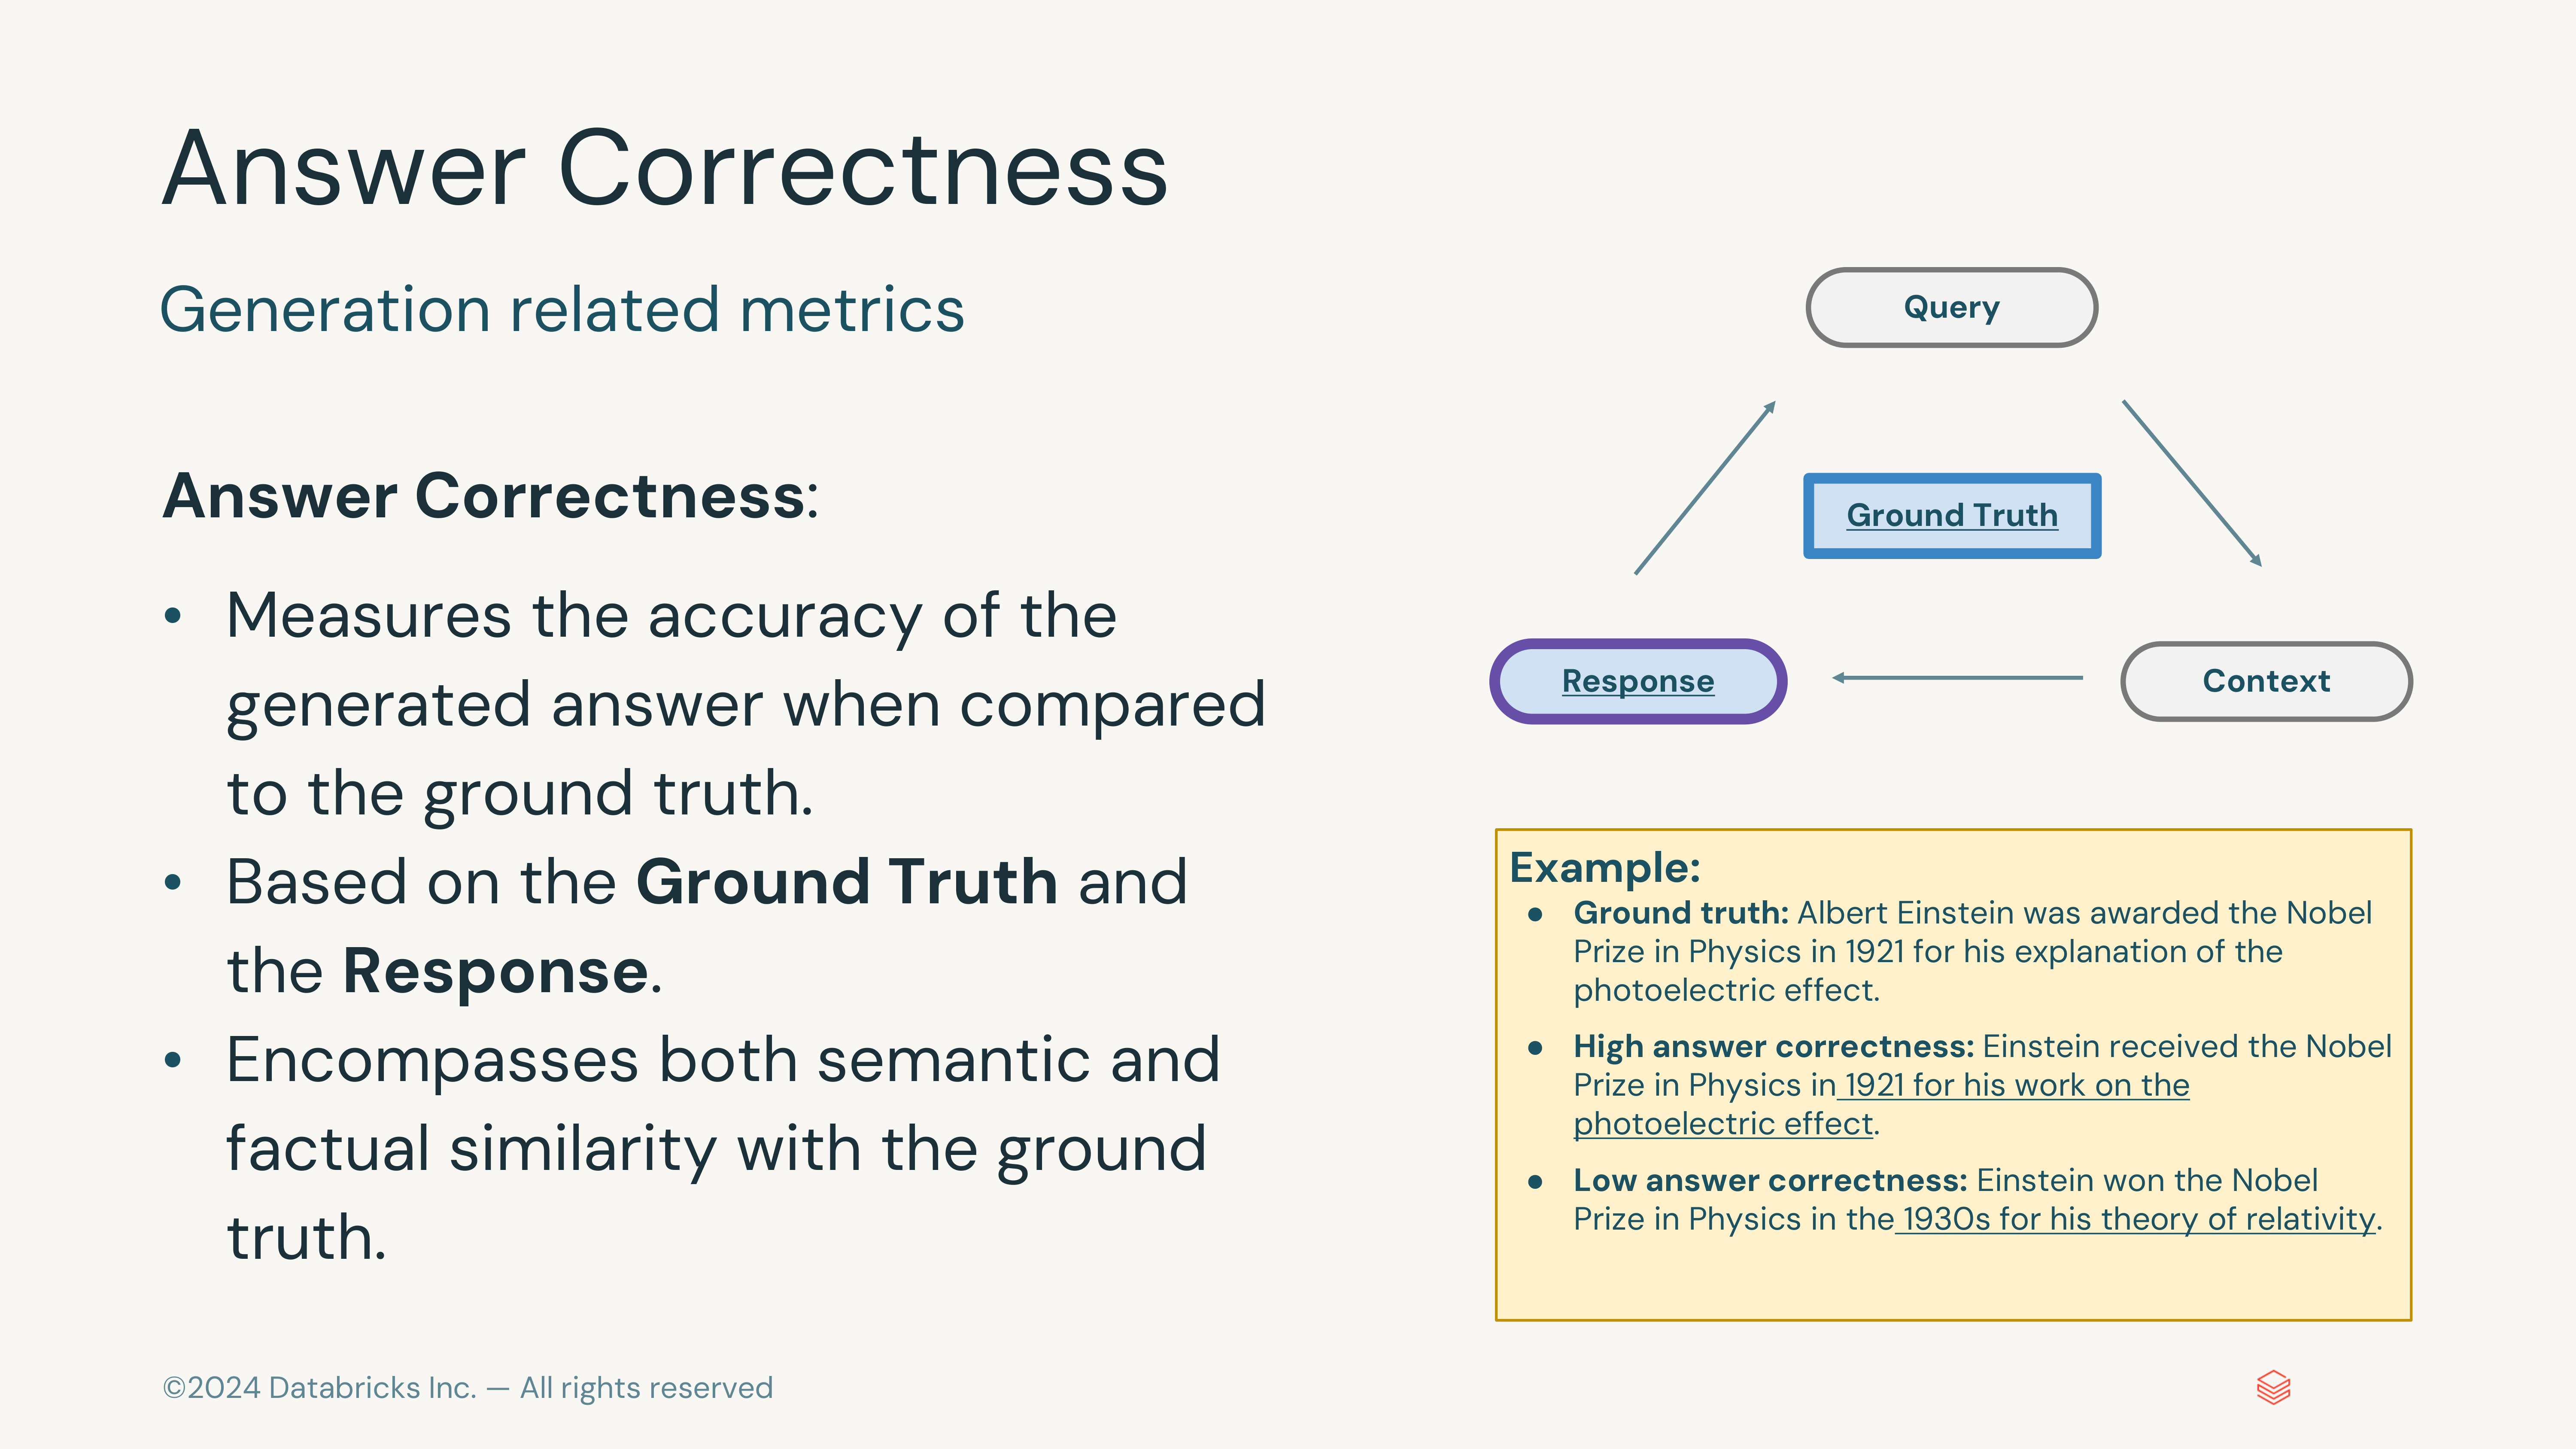 Answer Correctness
Generation related metrics
Answer Correctness:
• Measures the accuracy of the
generated answer when compared
to the ground truth.
• Based on the Ground Truth and
the Response.
• Encompasses both semantic and
factual similarity with the ground
truth.
Query
Ground Truth
Response
Context
Example:
● Ground truth: Albert Einstein was awarded the Nobel
Prize in Physics in 1921 for his explanation of the
photoelectric effect.
● High answer correctness: Einstein received the Nobel
Prize in Physics in 1921 for his work on the
photoelectric effect.
● Low answer correctness: Einstein won the Nobel
Prize in Physics in the 1930s for his theory of relativity.
©2024 Databricks Inc. — All rights reserved